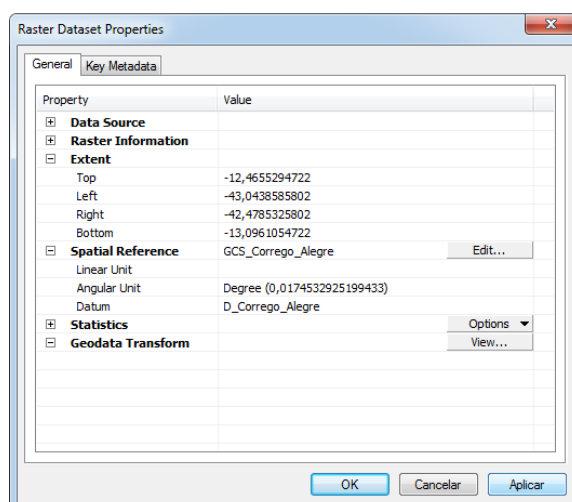 Raster Dataset Properties
General Key Metadata
Property Value
Data Source
Raster Information
Extent
Top -12,4655294722
Left -43,0438585802
Right -42,4785325802
Bottom -13,0961054722
Spatial Reference GCS_Corrego_Alegre Edit...
Linear Unit
Angular Unit Degree (0,0174532925199433)
Datum D_Corrego_Alegre
Statistics Options
Geodata Transform View...
OK Cancelar Aplicar